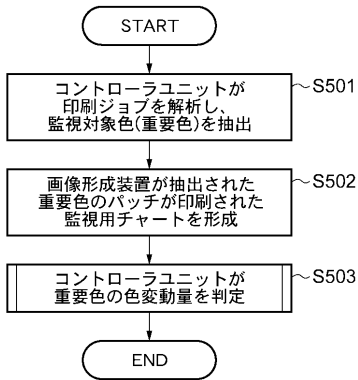 START
コントローラユニットが
印刷ジョブを解析し、
監視対象色(重要色)を抽出
S501
画像形成装置が抽出された
重要色のパッチが印刷された
監視用チャートを形成
S502
コントローラユニットが
重要色の色変動量を判定
S503
END